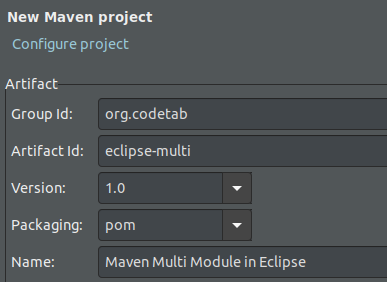 New Maven project
Configure project
Artifact
Group Id: org.codetab
Artifact Id: eclipse-multi
Version: 1.0
Packaging: pom
Name: Maven Multi Module in Eclipse